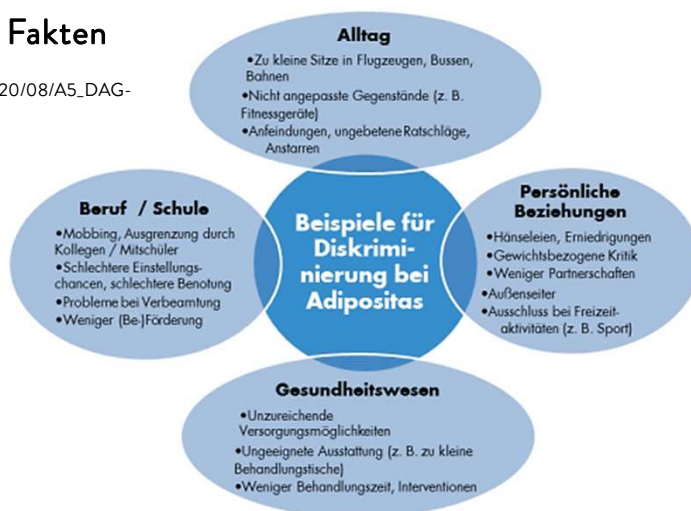 Fakten
20/08/A5_DAG-
Alltag
•Zu kleine Sitze in Flugzeugen, Bussen,
Bahnen
•Nicht angepasste Gegenstände (z. B.
Fitnessgeräte)
•Anfeindungen, ungebetene Ratschläge,
Anstarren
Beruf / Schule
•Mobbing, Ausgrenzung durch
Kollegen / Mitschüler
•Schlechtere Einstellungs-
chancen, schlechtere Benotung
•Probleme bei Verbeamtung
•Weniger (Be-)Förderung
Beispiele für
Diskrimi-
nierung bei
Adipositas
Persönliche
Beziehungen
•Hänseleien, Erniedrigungen
•Gewichtsbezogene Kritik
•Weniger Partnerschaften
•Außenseiter
•Ausschluss bei Freizeit-
aktivitäten (z. B. Sport)
Gesundheitswesen
•Unzureichende
Versorgungsmöglichkeiten
•Ungeeignete Ausstattung (z. B. zu kleine
Behandlungstische)
•Weniger Behandlungszeit, Interventionen